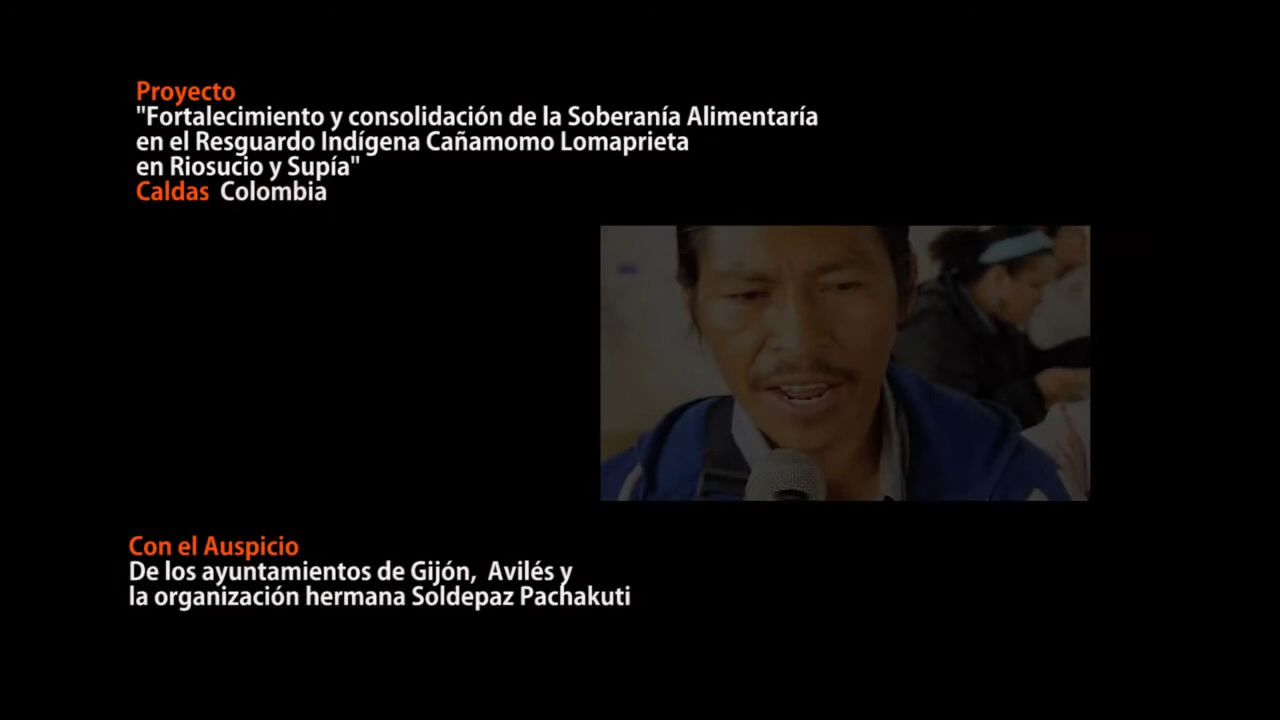 Proyecto
"Fortalecimiento y consolidación de la Soberanía Alimentaría
en el Resguardo Indígena Cañamomo Lomaprieta
en Riosucio y Supía"
Caldas Colombia
Con el Auspicio
De los ayuntamientos de Gijón, Avilés y
la organización hermana Soldepaz Pachakuti